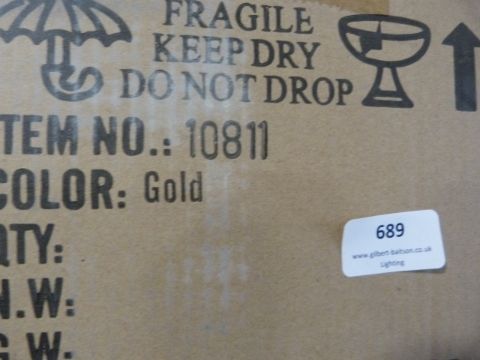 FRAGILE
KEEP DRY
DO NOT DROP
TEM NO.: 10811
COLOR: Gold
QTY:
N.W:
G.W:
689
www.gilbert-baitson.co.uk
Lighting